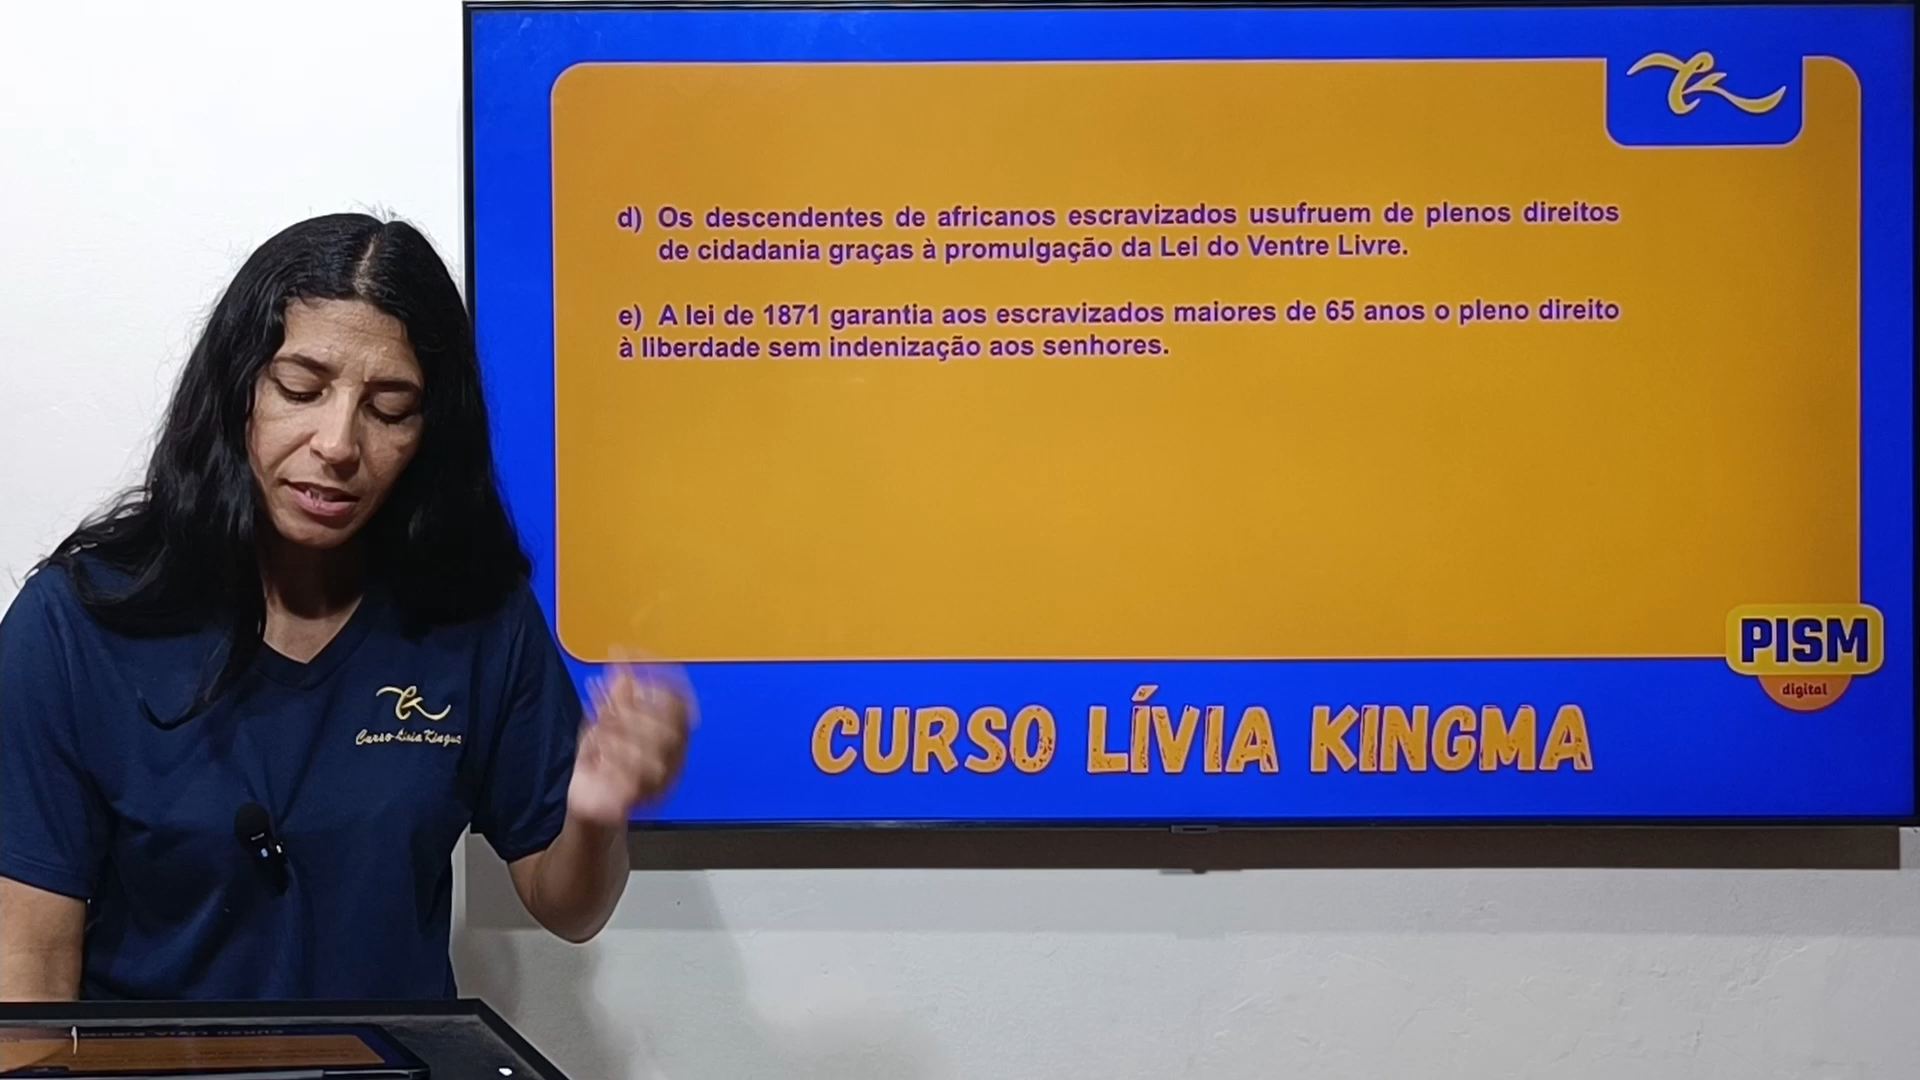 d) Os descendentes de africanos escravizados usufruem de plenos direitos
de cidadania graças à promulgação da Lei do Ventre Livre.
e) A lei de 1871 garantia aos escravizados maiores de 65 anos o pleno direito
à liberdade sem indenização aos senhores.
PISM
digital
CURSO LÍVIA KINGMA
Curso Lívia Kingma